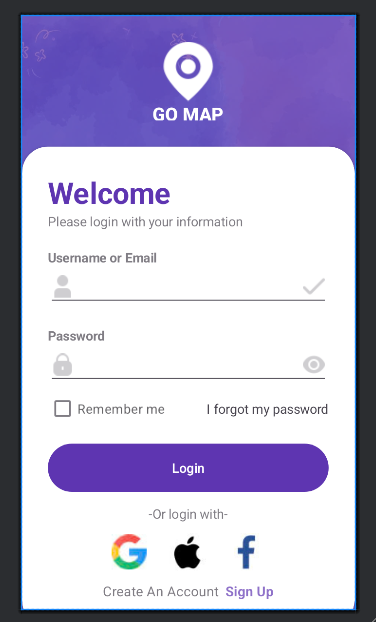 GO MAP
Welcome
Please login with your information
Username or Email
Password
Remember me I forgot my password
Login
-Or login with-
Create An Account Sign Up